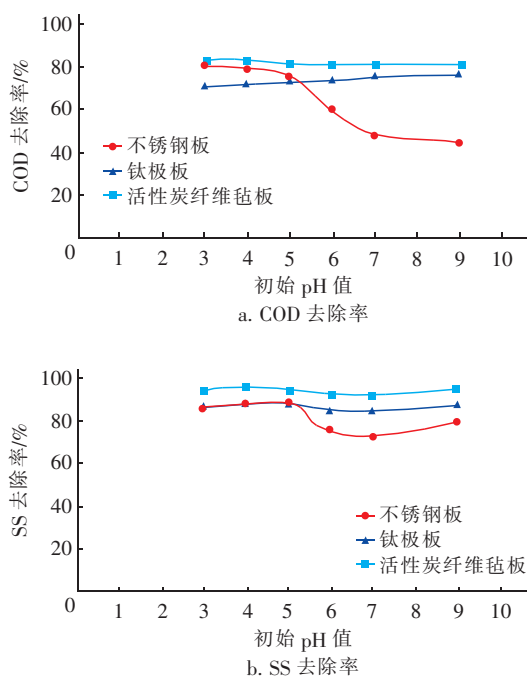 100
80
60
40
20
0
COD 去除率/%
不锈钢板
钛极板
活性炭纤维毡板
1 2 3 4 5 6 7 8 9 10
初始 pH 值
a. COD 去除率
100
80
60
40
20
0
SS 去除率/%
不锈钢板
钛极板
活性炭纤维毡板
1 2 3 4 5 6 7 8 9 10
初始 pH 值
b. SS 去除率